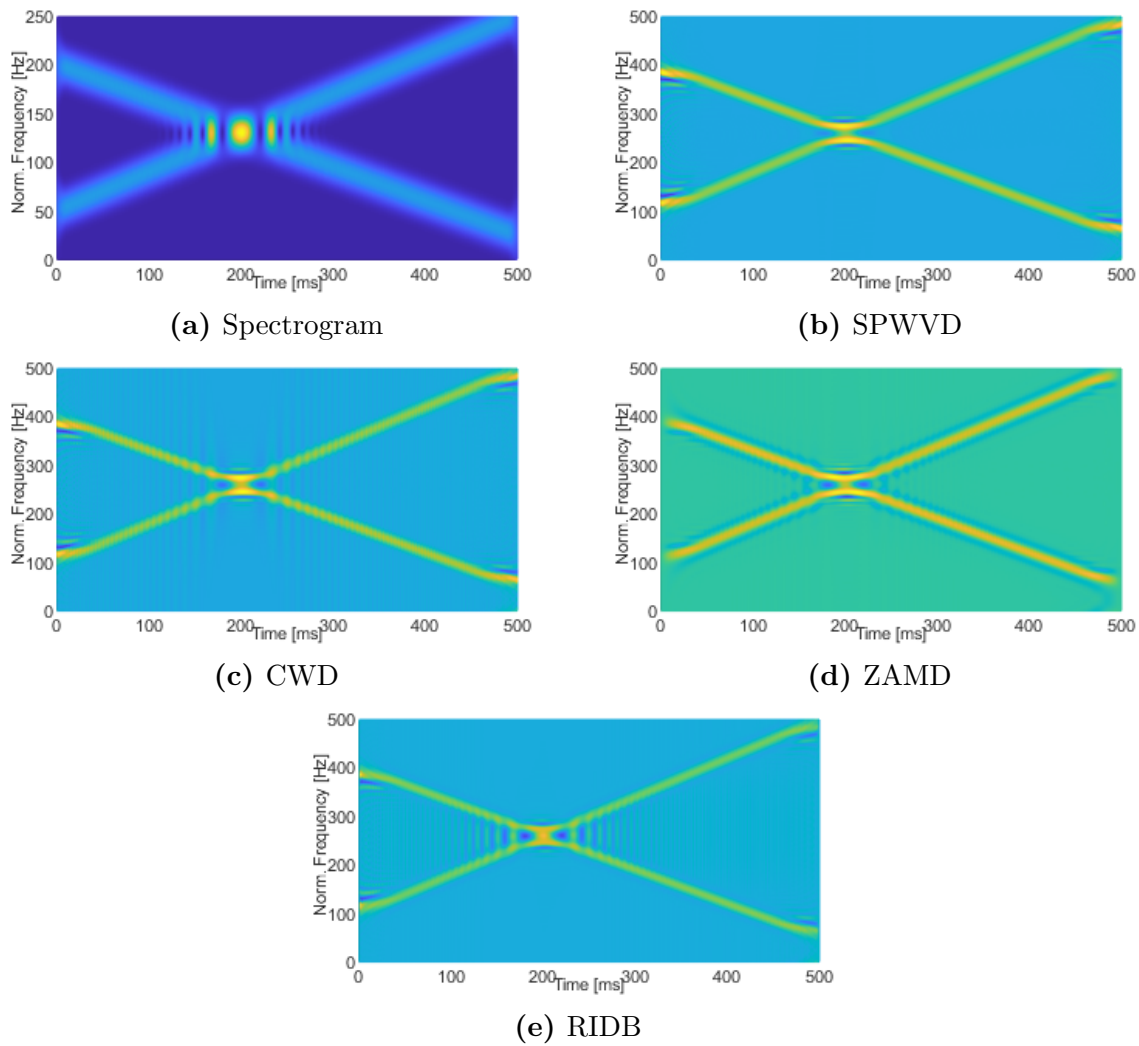 250
200
150
100
50
0
Norm. Frequency [Hz]
0 100 200 300 400 500
Time [ms]
(a) Spectrogram
500
400
300
200
100
0
Norm. Frequency [Hz]
0 100 200 300 400 500
Time [ms]
(b) SPWVD
500
400
300
200
100
0
Norm. Frequency [Hz]
0 100 200 300 400 500
Time [ms]
(c) CWD
500
400
300
200
100
0
Norm. Frequency [Hz]
0 100 200 300 400 500
Time [ms]
(d) ZAMD
500
400
300
200
100
0
Norm. Frequency [Hz]
0 100 200 300 400 500
Time [ms]
(e) RIDB